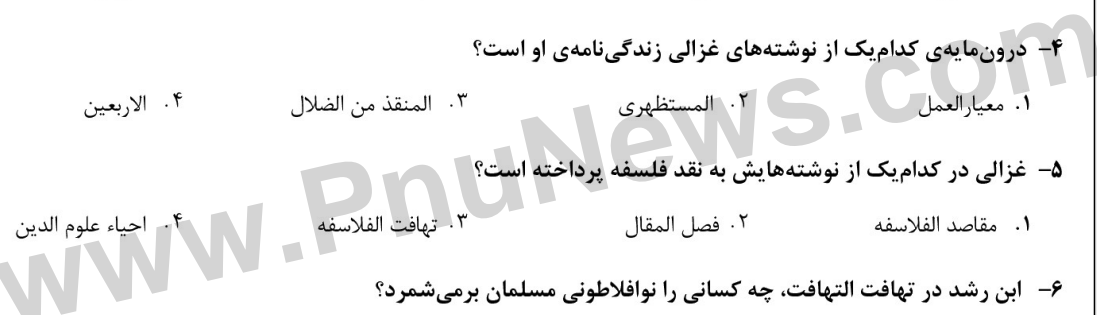 ۴- درون‌مایه‌ی کدام‌یک از نوشته‌های غزالی زندگی‌نامه‌ی او است؟
۱. معیارالعمل ۲. المستظهری ۳. المنقذ من الضلال ۴. الاربعین
۵- غزالی در کدام‌یک از نوشته‌هایش به نقد فلسفه پرداخته است؟
۱. مقاصد الفلاسفه ۲. فصل المقال ۳. تهافت الفلاسفه ۴. احیاء علوم الدین
۶- ابن رشد در تهافت التهافت، چه کسانی را نوافلاطونی مسلمان برمی‌شمرد؟
www.PnuNews.com